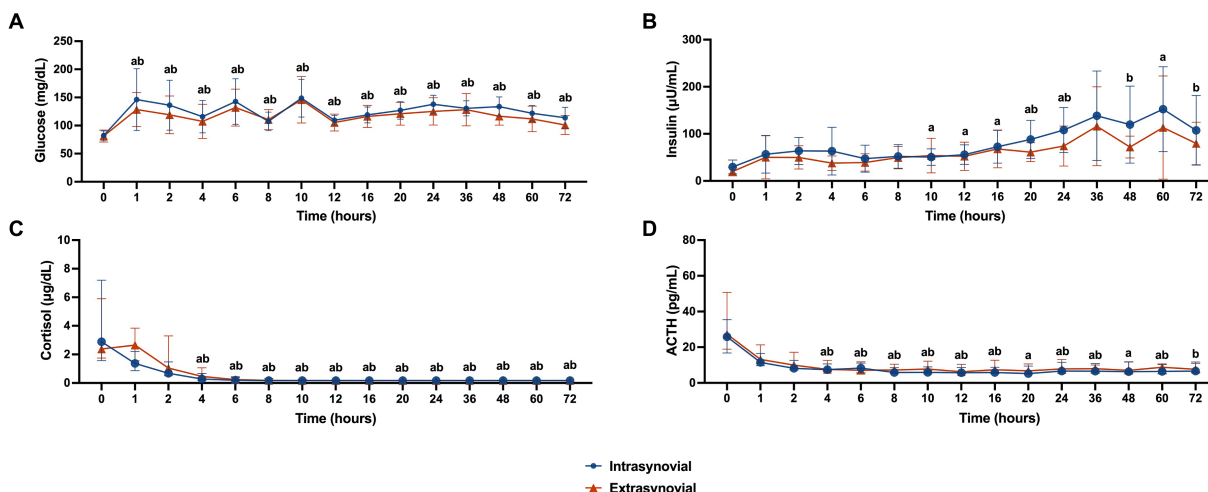 A
Glucose (mg/dL)
250
200
150
100
50
0
ab ab ab ab ab ab ab ab ab ab ab ab ab
0 1 2 4 6 8 10 12 16 20 24 36 48 60 72
Time (hours)
B
Insulin (μU/mL)
300
200
100
0
a a a ab ab b a b
0 1 2 4 6 8 10 12 16 20 24 36 48 60 72
Time (hours)
C
Cortisol (μg/dL)
10
8
6
4
2
0
ab ab ab ab ab ab ab ab ab ab ab ab
0 1 2 4 6 8 10 12 16 20 24 36 48 60 72
Time (hours)
D
ACTH (pg/mL)
80
60
40
20
0
ab ab ab ab ab ab a ab ab a ab b
0 1 2 4 6 8 10 12 16 20 24 36 48 60 72
Time (hours)
Intrasynovial
Extrasynovial